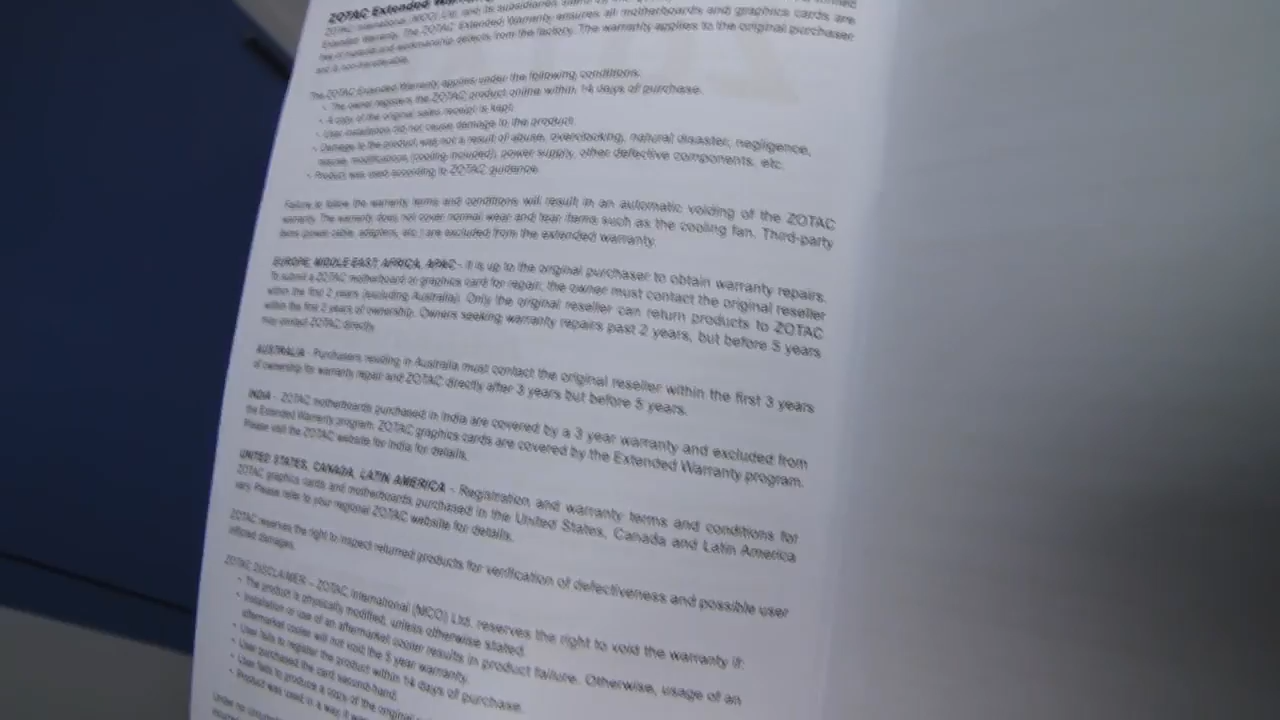 ZOTAC Extended
ZOTAC International (MCO) Ltd. and its subsidiaries stand by the
Extended Warranty. The ZOTAC Extended Warranty ensures all motherboards and graphics cards are
free of material and workmanship defects from the factory. The warranty applies to the original purchaser
and is non-transferable.
The ZOTAC Extended Warranty applies under the following conditions:
• The owner registers the ZOTAC product online within 14 days of purchase.
• A copy of the original sales receipt is kept
• User installation did not cause damage to the product
• Damage to the product was not a result of abuse, overclocking, natural disaster, negligence,
misuse, modifications (cooling included), power supply, other defective components, etc.
• Product was used according to ZOTAC guidance
Failure to follow the warranty terms and conditions will result in an automatic voiding of the ZOTAC
warranty. The warranty does not cover normal wear and tear items such as the cooling fan. Third-party
items (power cable, adapters, etc.) are excluded from the extended warranty.
EUROPE, MIDDLE EAST, AFRICA, APAC - It is up to the original purchaser to obtain warranty repairs.
To submit a ZOTAC motherboard or graphics card for repair, the owner must contact the original reseller
within the first 2 years (excluding Australia). Only the original reseller can return products to ZOTAC
within the first 2 years of ownership. Owners seeking warranty repairs past 2 years, but before 5 years
may contact ZOTAC directly.
AUSTRALIA - Purchasers residing in Australia must contact the original reseller within the first 3 years
of ownership for warranty repair and ZOTAC directly after 3 years but before 5 years.
INDIA - ZOTAC motherboards purchased in India are covered by a 3 year warranty and excluded from
the Extended Warranty program. ZOTAC graphics cards are covered by the Extended Warranty program.
Please visit the ZOTAC website for India for details.
UNITED STATES, CANADA, LATIN AMERICA - Registration and warranty terms and conditions for
ZOTAC graphics cards and motherboards purchased in the United States, Canada and Latin America
vary. Please refer to your regional ZOTAC website for details.
ZOTAC reserves the right to inspect returned products for verification of defectiveness and possible user
inflicted damages.
ZOTAC DISCLAIMER – ZOTAC International (MCO) Ltd. reserves the right to void the warranty if:
• The product is physically modified, unless otherwise stated.
• Installation or use of an aftermarket cooler results in product failure. Otherwise, usage of an
aftermarket cooler will not void the 5 year warranty.
• User fails to register the product within 14 days of purchase.
• User purchased the card second-hand.
• User fails to produce a copy of the original
• Product was used in a way it was
Under no circumstances